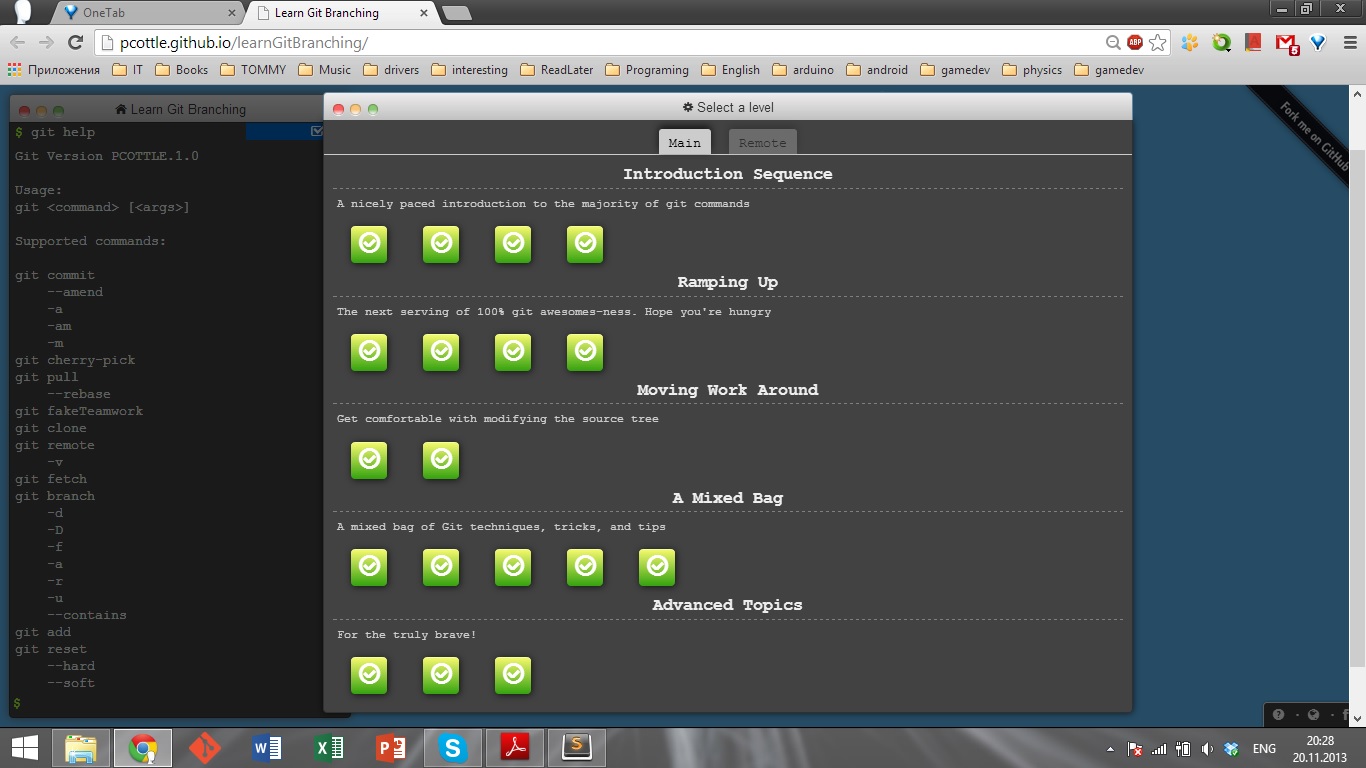 OneTab
Learn Git Branching
pcottle.github.io/learnGitBranching/
ABP
5
Приложения IT Books TOMMY Music drivers interesting ReadLater Programing English arduino android gamedev physics gamedev
Learn Git Branching
$ git help
Git Version PCOTTLE.1.0
Usage:
git <command> [<args>]
Supported commands:
git commit
--amend
-a
-am
-m
git cherry-pick
git pull
--rebase
git fakeTeamwork
git clone
git remote
-v
git fetch
git branch
-d
-D
-f
-a
-r
-u
--contains
git add
git reset
--hard
--soft
$
Select a level
Main Remote
Introduction Sequence
A nicely paced introduction to the majority of git commands
Ramping Up
The next serving of 100% git awesomes-ness. Hope you're hungry
Moving Work Around
Get comfortable with modifying the source tree
A Mixed Bag
A mixed bag of Git techniques, tricks, and tips
Advanced Topics
For the truly brave!
Fork me on GitHub
ENG
20:28
20.11.2013